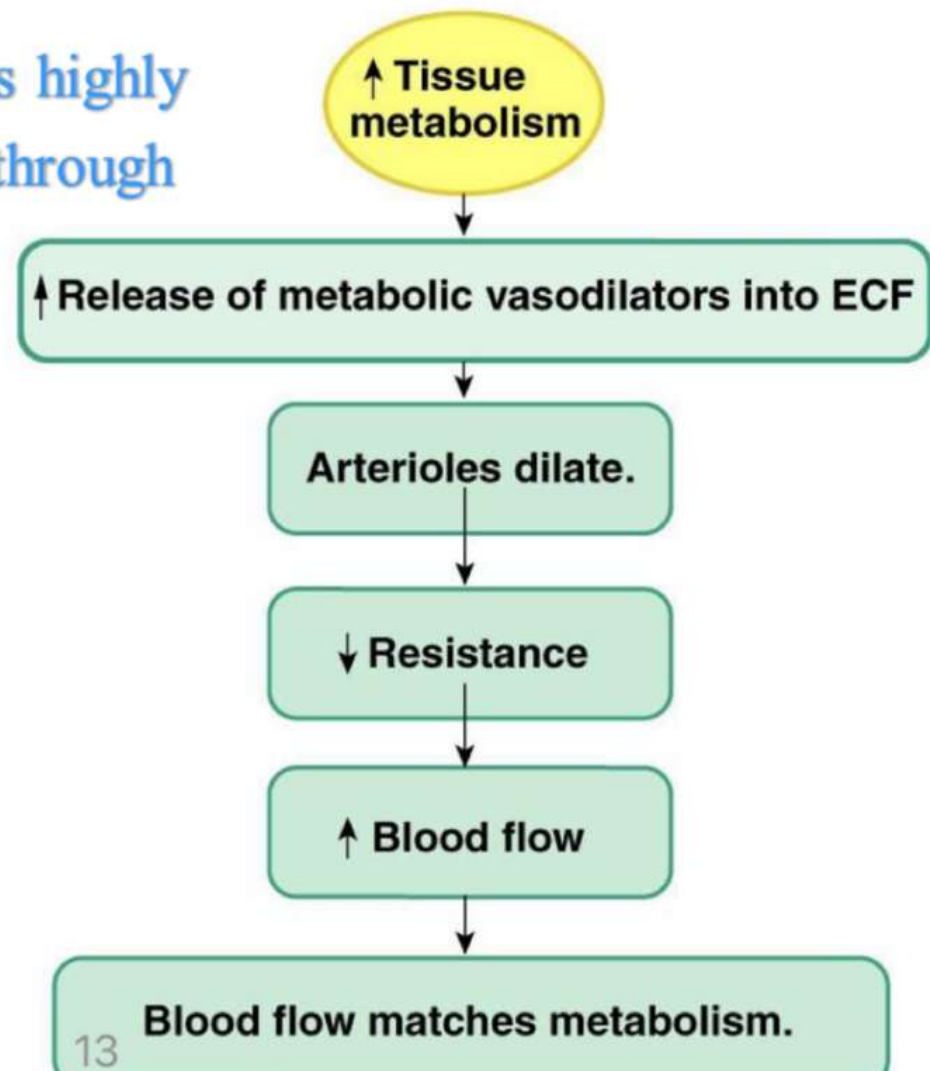 s highly
through
↑ Tissue
metabolism
↑ Release of metabolic vasodilators into ECF
Arterioles dilate.
↓ Resistance
↑ Blood flow
Blood flow matches metabolism.
13